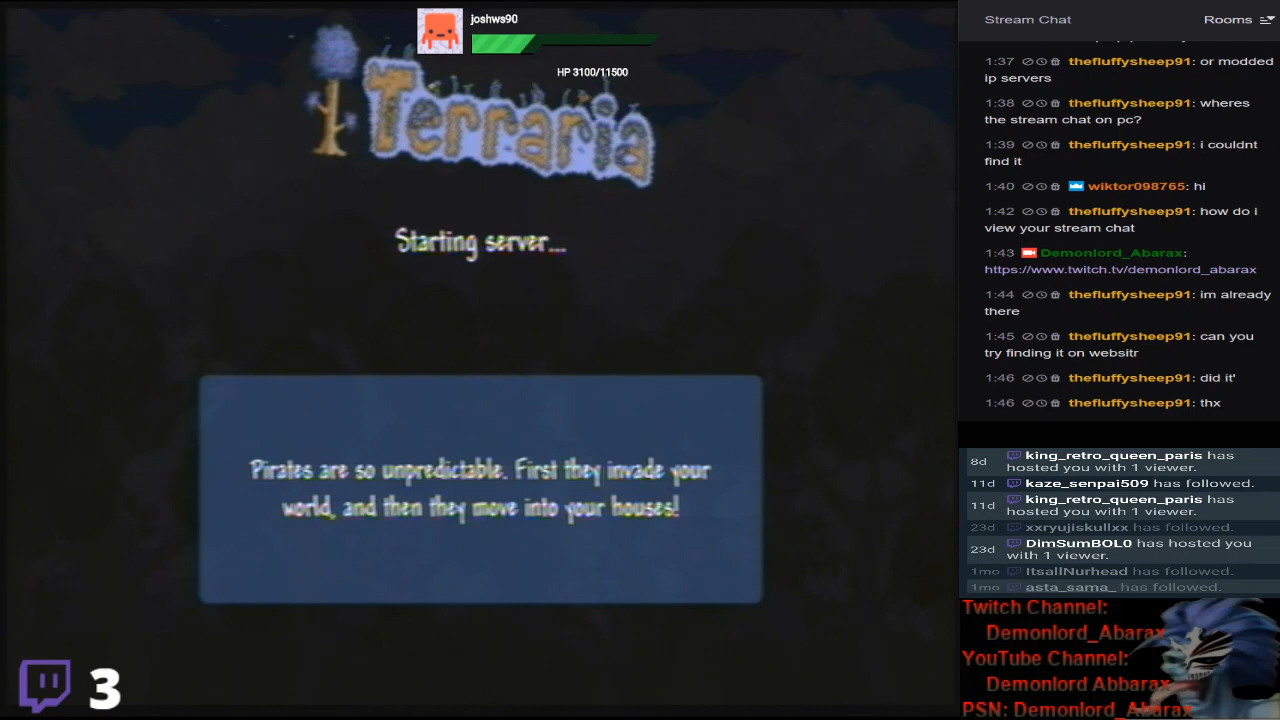 joshws90
HP 3100/11500
Terraria
Starting server...
Pirates are so unpredictable. First they invade your
world, and then they move into your houses!
3
Stream Chat
Rooms
1:37 thefluffysheep91: or modded
ip servers
1:38 thefluffysheep91: wheres
the stream chat on pc?
1:39 thefluffysheep91: i couldnt
find it
1:40 wiktor098765: hi
1:42 thefluffysheep91: how do i
view your stream chat
1:43 Demonlord_Abarax:
https://www.twitch.tv/demonlord_abarax
1:44 thefluffysheep91: im already
there
1:45 thefluffysheep91: can you
try finding it on websitr
1:46 thefluffysheep91: did it'
1:46 thefluffysheep91: thx
8d king_retro_queen_paris has
hosted you with 1 viewer.
11d kaze_senpai509 has followed.
11d king_retro_queen_paris has
hosted you with 1 viewer.
23d xxryujiskullxx has followed.
23d DimSumBOL0 has hosted you
with 1 viewer.
1mo ItsallNurhead has followed.
1mo asta_sama_ has followed.
Twitch Channel:
Demonlord_Abarax
YouTube Channel:
Demonlord Abbarax
PSN: Demonlord_Abarax